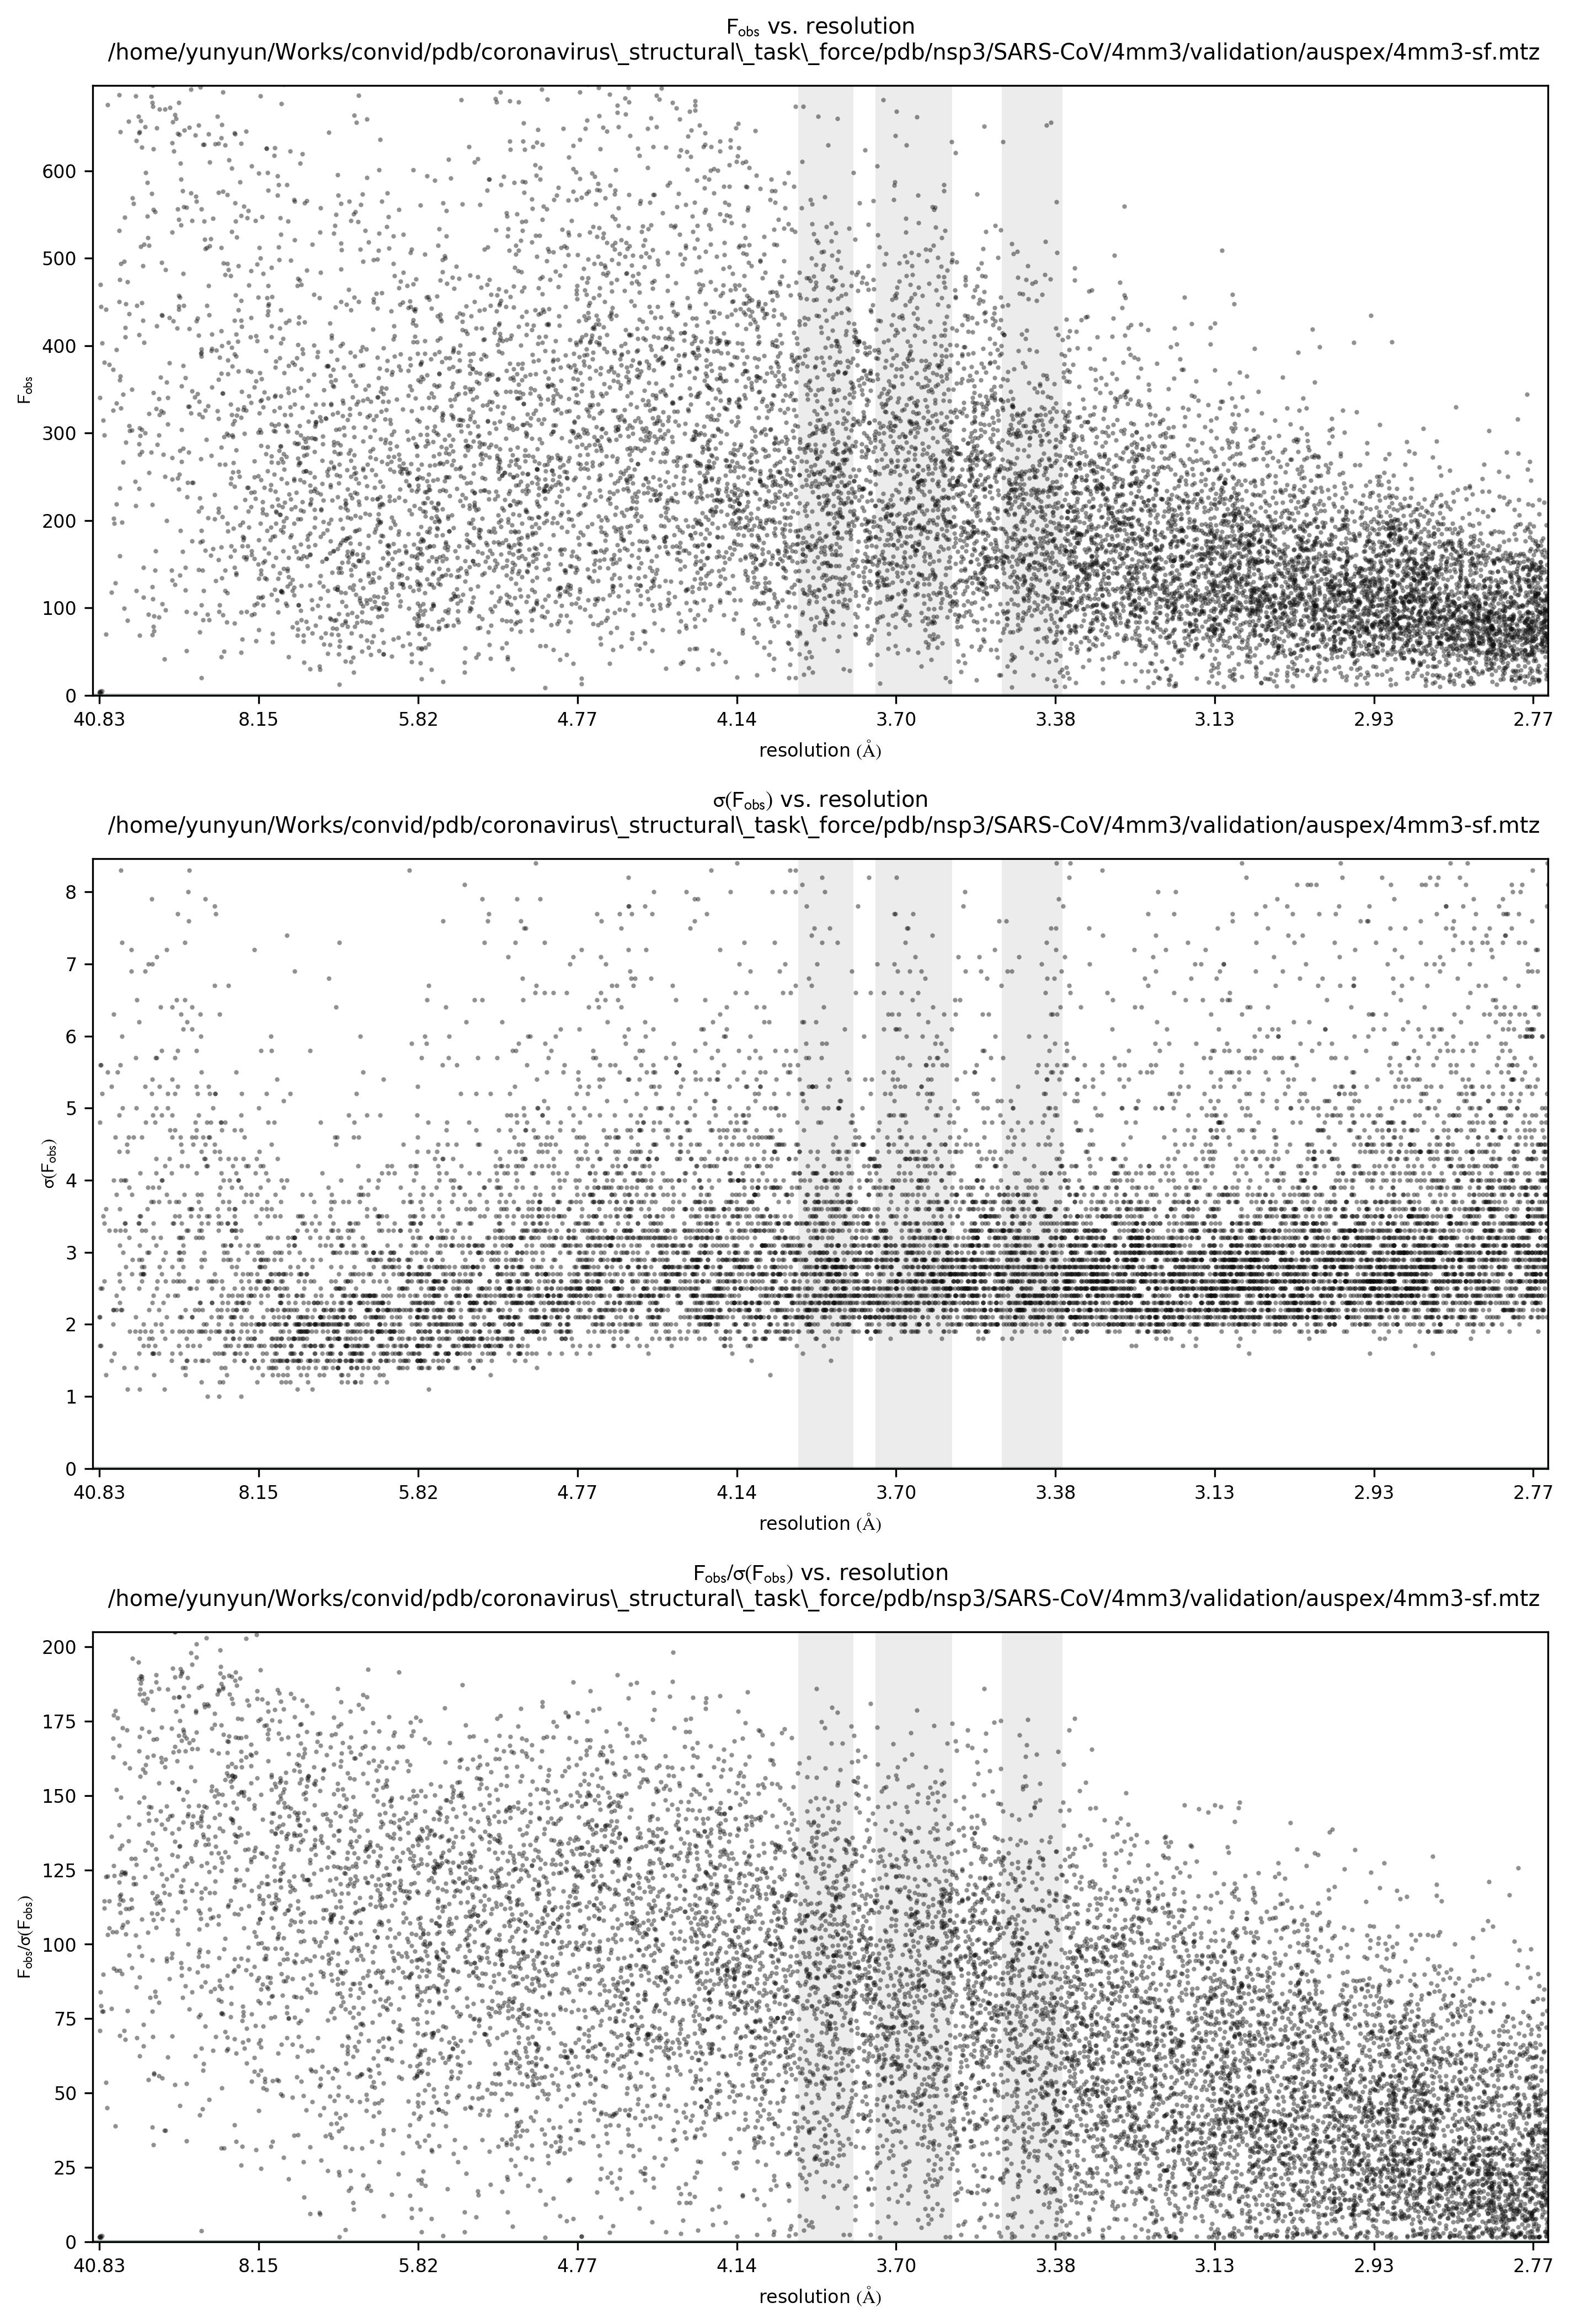 Fobs vs. resolution
/home/yunyun/Works/convid/pdb/coronavirus\_structural\_task\_force/pdb/nsp3/SARS-CoV/4mm3/validation/auspex/4mm3-sf.mtz
600
500
400
300
200
100
0
Fobs
40.83 8.15 5.82 4.77 4.14 3.70 3.38 3.13 2.93 2.77
resolution (Å)
σ(Fobs) vs. resolution
/home/yunyun/Works/convid/pdb/coronavirus\_structural\_task\_force/pdb/nsp3/SARS-CoV/4mm3/validation/auspex/4mm3-sf.mtz
8
7
6
5
4
3
2
1
0
σ(Fobs)
40.83 8.15 5.82 4.77 4.14 3.70 3.38 3.13 2.93 2.77
resolution (Å)
Fobs/σ(Fobs) vs. resolution
/home/yunyun/Works/convid/pdb/coronavirus\_structural\_task\_force/pdb/nsp3/SARS-CoV/4mm3/validation/auspex/4mm3-sf.mtz
200
175
150
125
100
75
50
25
0
Fobs/σ(Fobs)
40.83 8.15 5.82 4.77 4.14 3.70 3.38 3.13 2.93 2.77
resolution (Å)